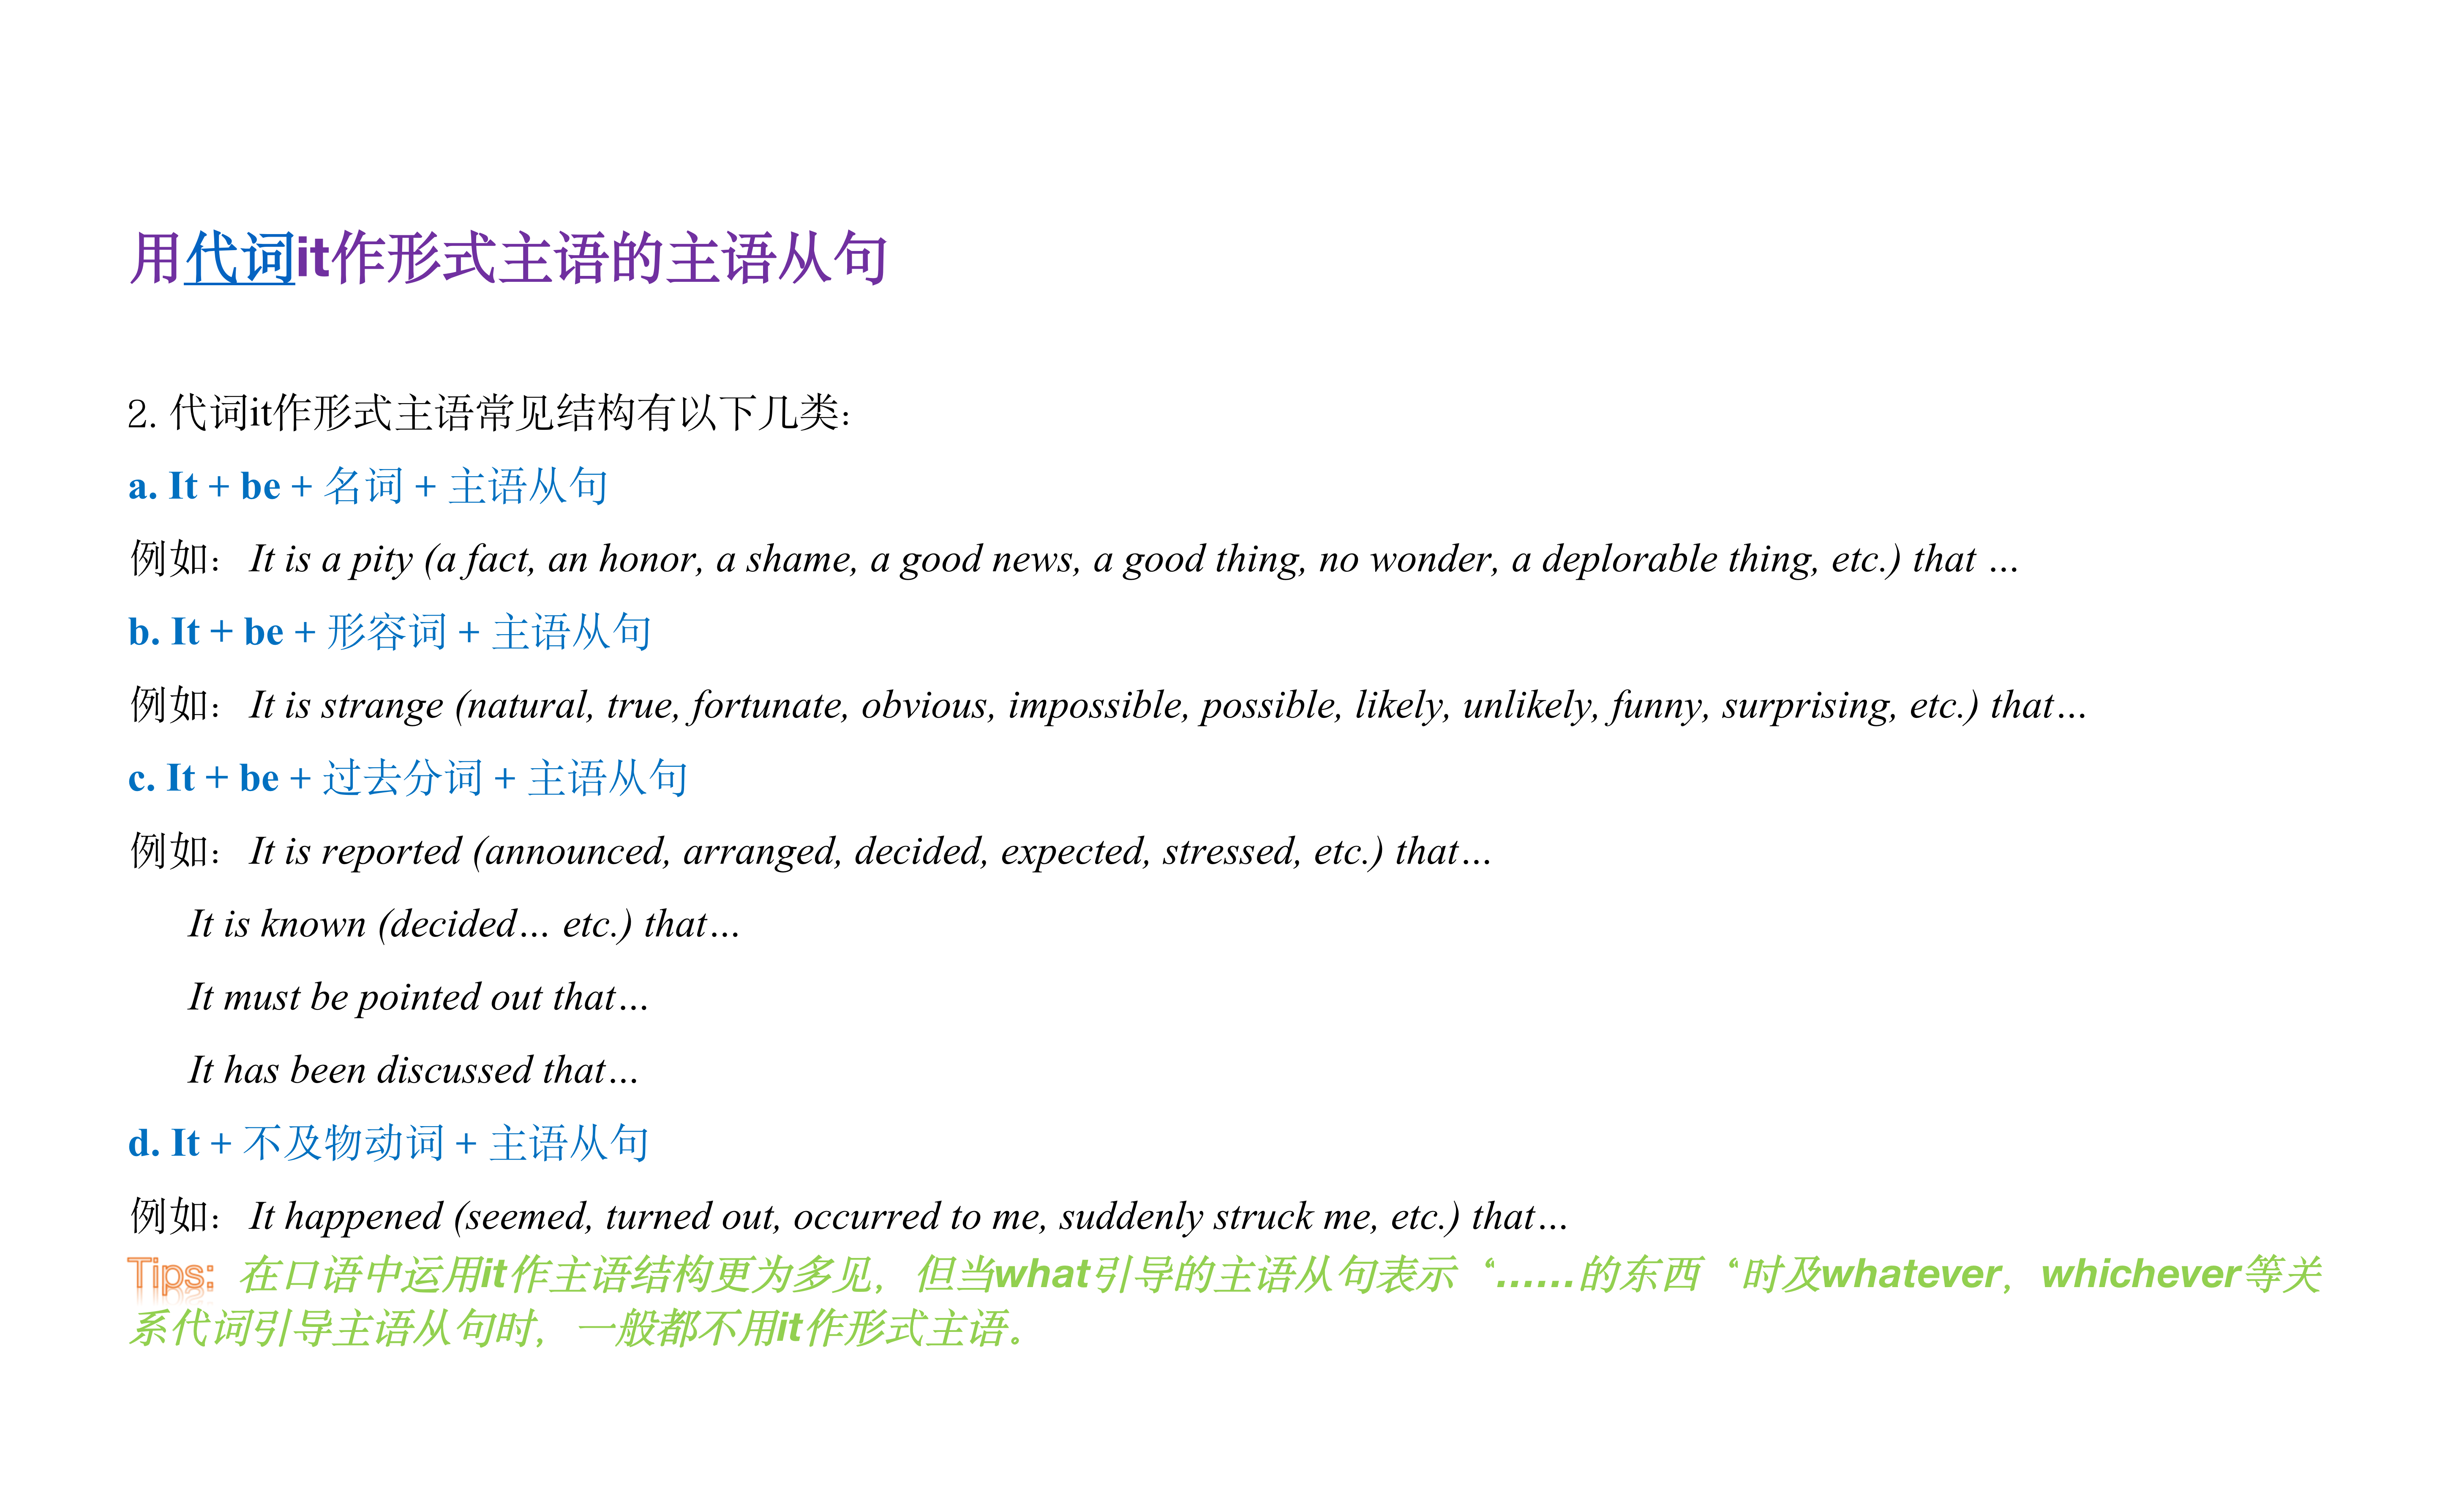 用代词it作形式主语的主语从句
2. 代词it作形式主语常见结构有以下几类：
a. It + be + 名词 + 主语从句
例如： It is a pity (a fact, an honor, a shame, a good news, a good thing, no wonder, a deplorable thing, etc.) that …
b. It + be + 形容词 + 主语从句
例如： It is strange (natural, true, fortunate, obvious, impossible, possible, likely, unlikely, funny, surprising, etc.) that…
c. It + be + 过去分词 + 主语从句
例如： It is reported (announced, arranged, decided, expected, stressed, etc.) that…
It is known (decided… etc.) that…
It must be pointed out that…
It has been discussed that…
d. It + 不及物动词 + 主语从句
例如： It happened (seemed, turned out, occurred to me, suddenly struck me, etc.) that…
Tips: 在口语中运用it作主语结构更为多见，但当what引导的主语从句表示“……的东西“时及whatever，whichever等关
系代词引导主语从句时，一般都不用it作形式主语。